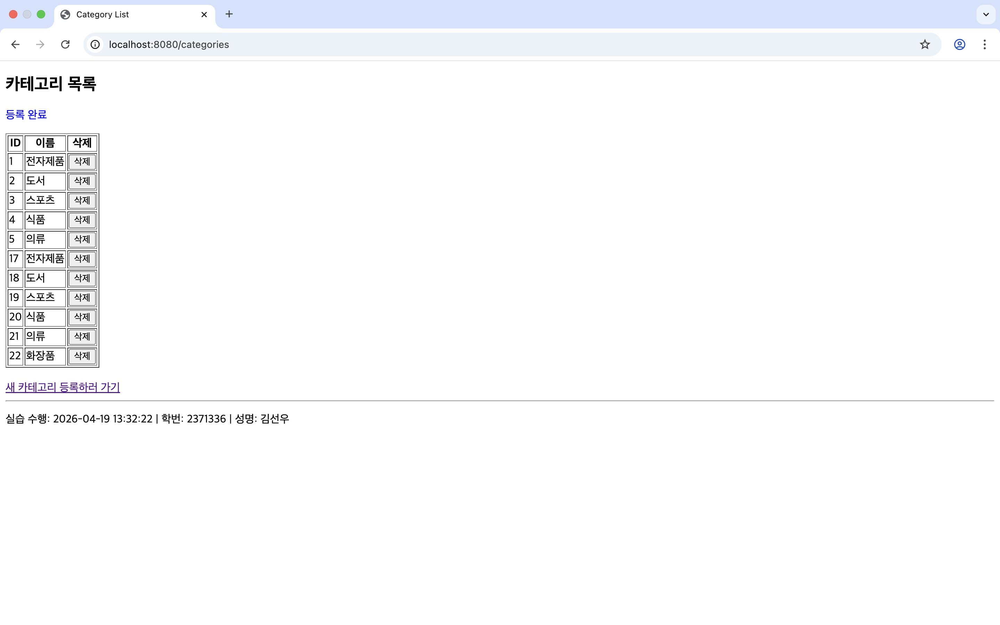 Category List
localhost:8080/categories
카테고리 목록
등록 완료
ID 이름 삭제
1 전자제품 삭제
2 도서 삭제
3 스포츠 삭제
4 식품 삭제
5 의류 삭제
17 전자제품 삭제
18 도서 삭제
19 스포츠 삭제
20 식품 삭제
21 의류 삭제
22 화장품 삭제
새 카테고리 등록하러 가기
실습 수행: 2026-04-19 13:32:22 | 학번: 2371336 | 성명: 김선우